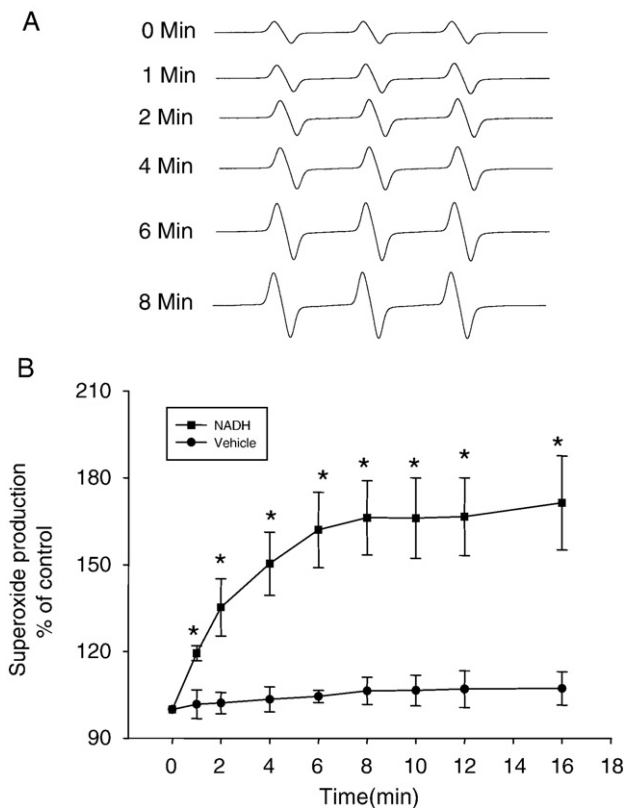 A
0 Min
1 Min
2 Min
4 Min
6 Min
8 Min
B
Superoxide production
% of control
210
180
150
120
90
NADH
Vehicle
* * * * * * * *
0 2 4 6 8 10 12 14 16 18
Time(min)